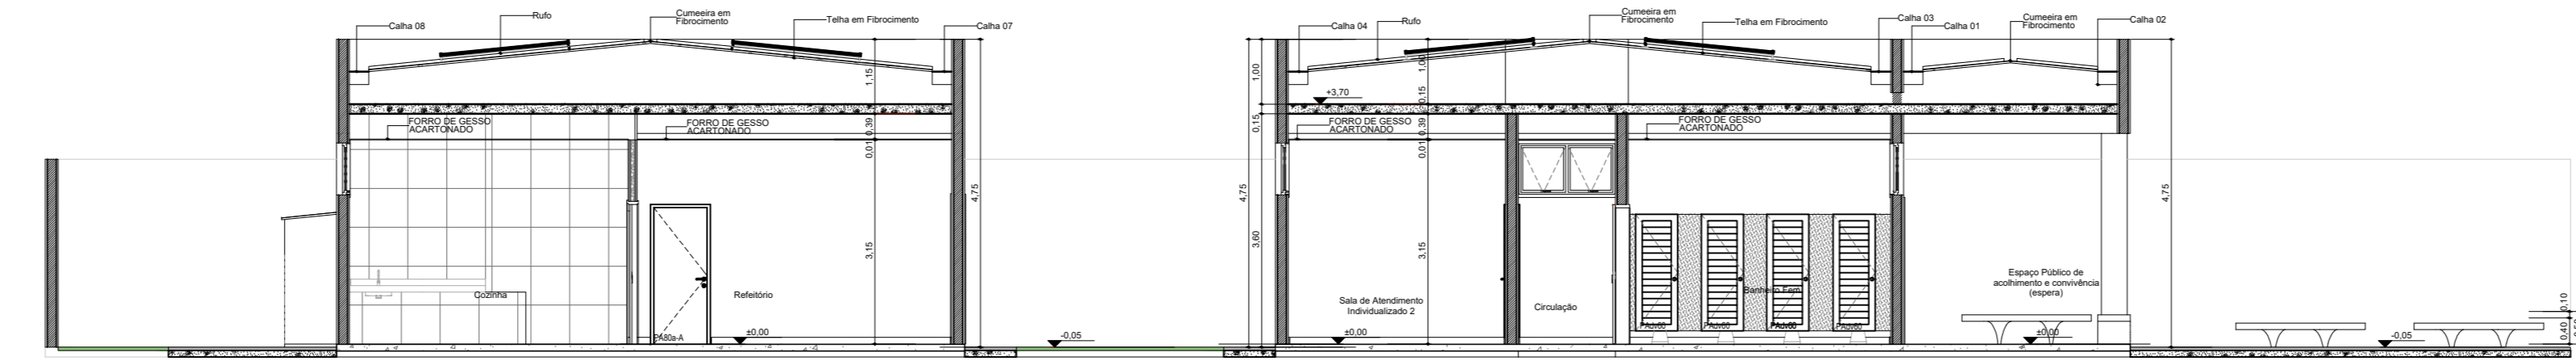 Calha 08
Rufo
Cumeeira em
Fibrocimento
Telha em Fibrocimento
Calha 07
Calha 04
Rufo
Cumeeira em
Fibrocimento
Telha em Fibrocimento
Calha 03
Calha 01
Cumeeira em
Fibrocimento
Calha 02
1,15
0,39
0,01
3,15
4,75
4,75
1,00
0,15
3,60
+3,70
1,00
0,15
0,39
0,01
3,15
4,75
FORRO DE GESSO
ACARTONADO
FORRO DE GESSO
ACARTONADO
FORRO DE GESSO
ACARTONADO
FORRO DE GESSO
ACARTONADO
Cozinha
Refeitório
PA80a-A
±0,00
-0,05
Sala de Atendimento
Individualizado 2
±0,00
Circulação
Banheiro Fem.
PAdv60
PAdv60
PAdv60
PAdv60
Espaço Público de
acolhimento e convivência
(espera)
±0,00
-0,05
0,10
0,40